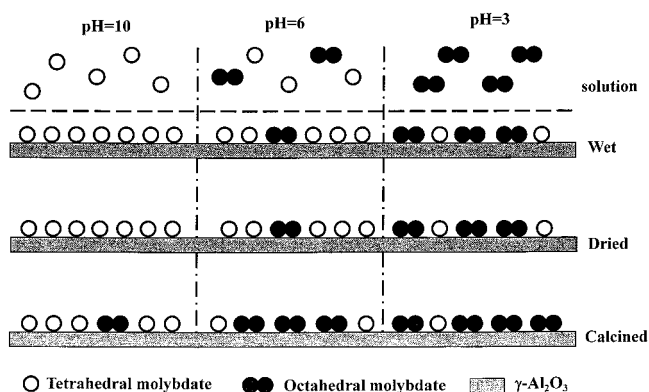 pH=10 pH=6 pH=3
solution
Wet
Dried
Calcined
Tetrahedral molybdate Octahedral molybdate γ-Al₂O₃